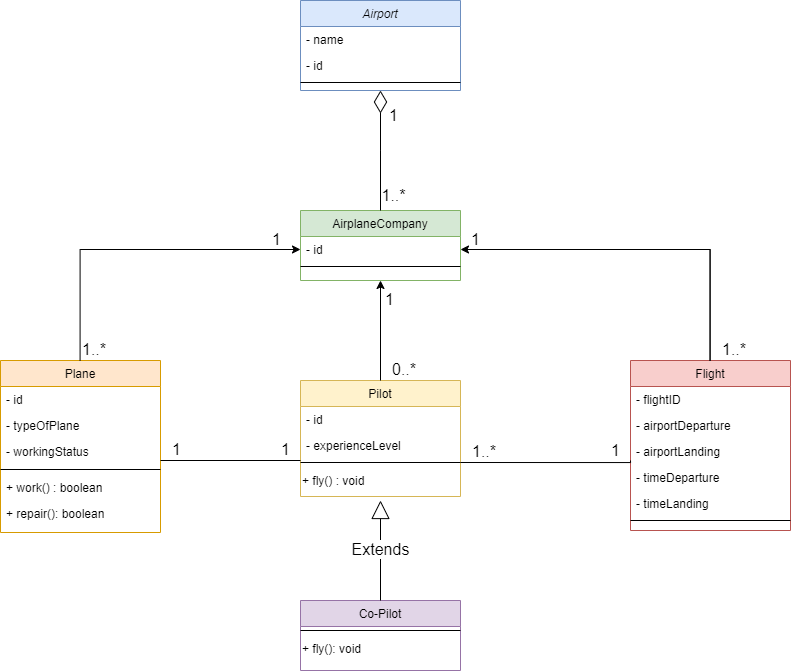 Airport
- name
- id
1
1..*
AirplaneCompany
- id
1
1
1
1..*
0..*
1..*
Plane
- id
- typeOfPlane
- workingStatus
+ work() : boolean
+ repair(): boolean
1
1
Pilot
- id
- experienceLevel
+ fly() : void
1..*
1
Flight
- flightID
- airportDeparture
- airportLanding
- timeDeparture
- timeLanding
Extends
Co-Pilot
+ fly(): void